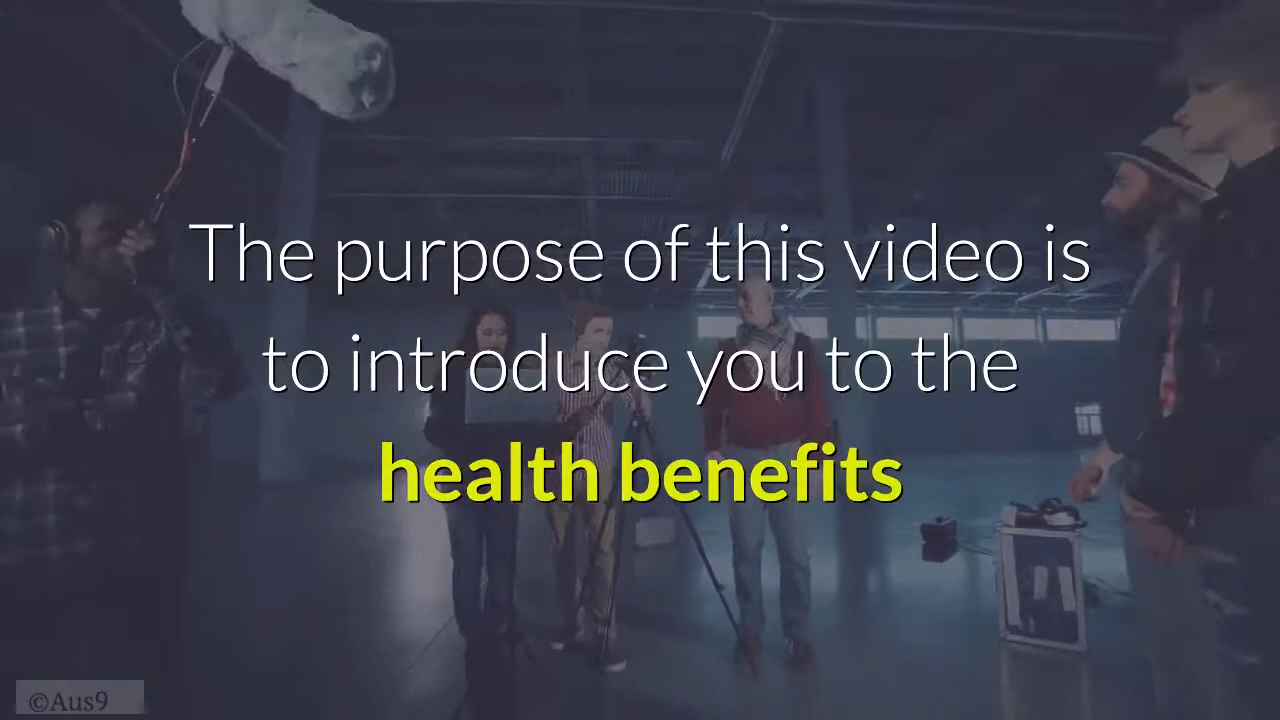 The purpose of this video is
to introduce you to the
health benefits
©Aus9